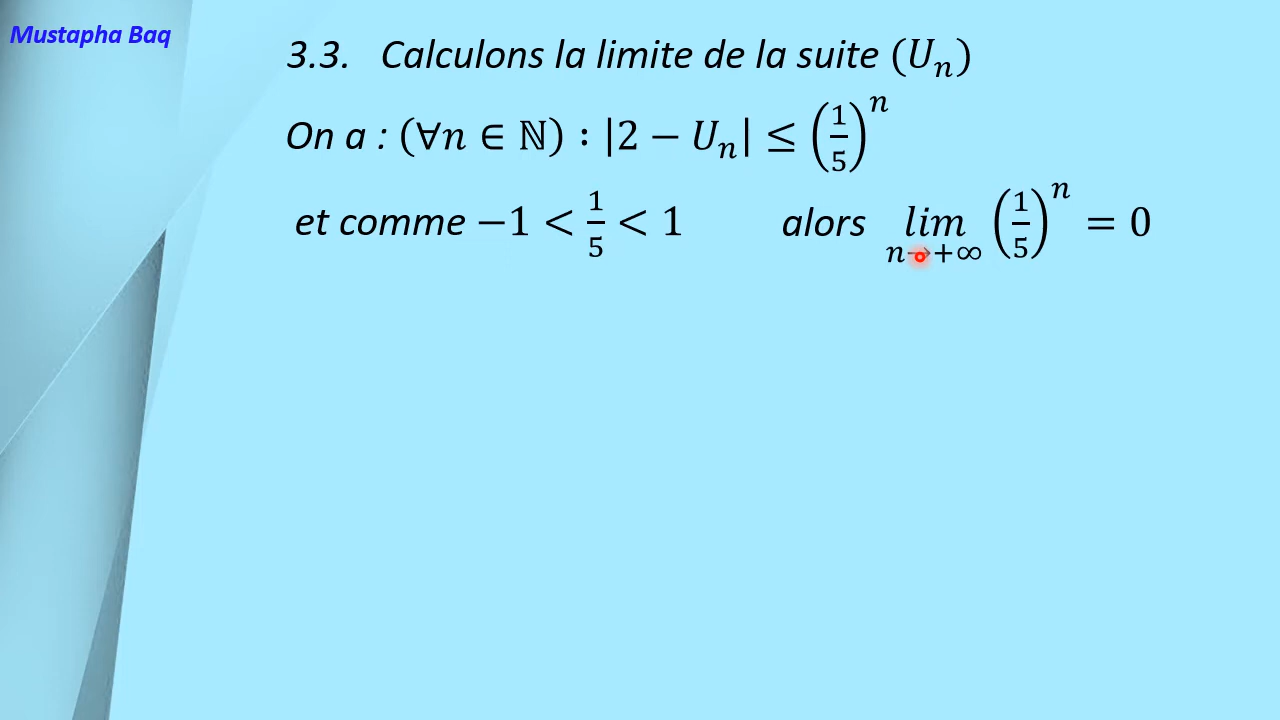 Mustapha Baq
3.3. Calculons la limite de la suite (Uₙ)
On a : (∀n ∈ ℕ) : |2 − Uₙ| ≤ (1/5)ⁿ
et comme −1 < 1/5 < 1 alors lim n→+∞ (1/5)ⁿ = 0